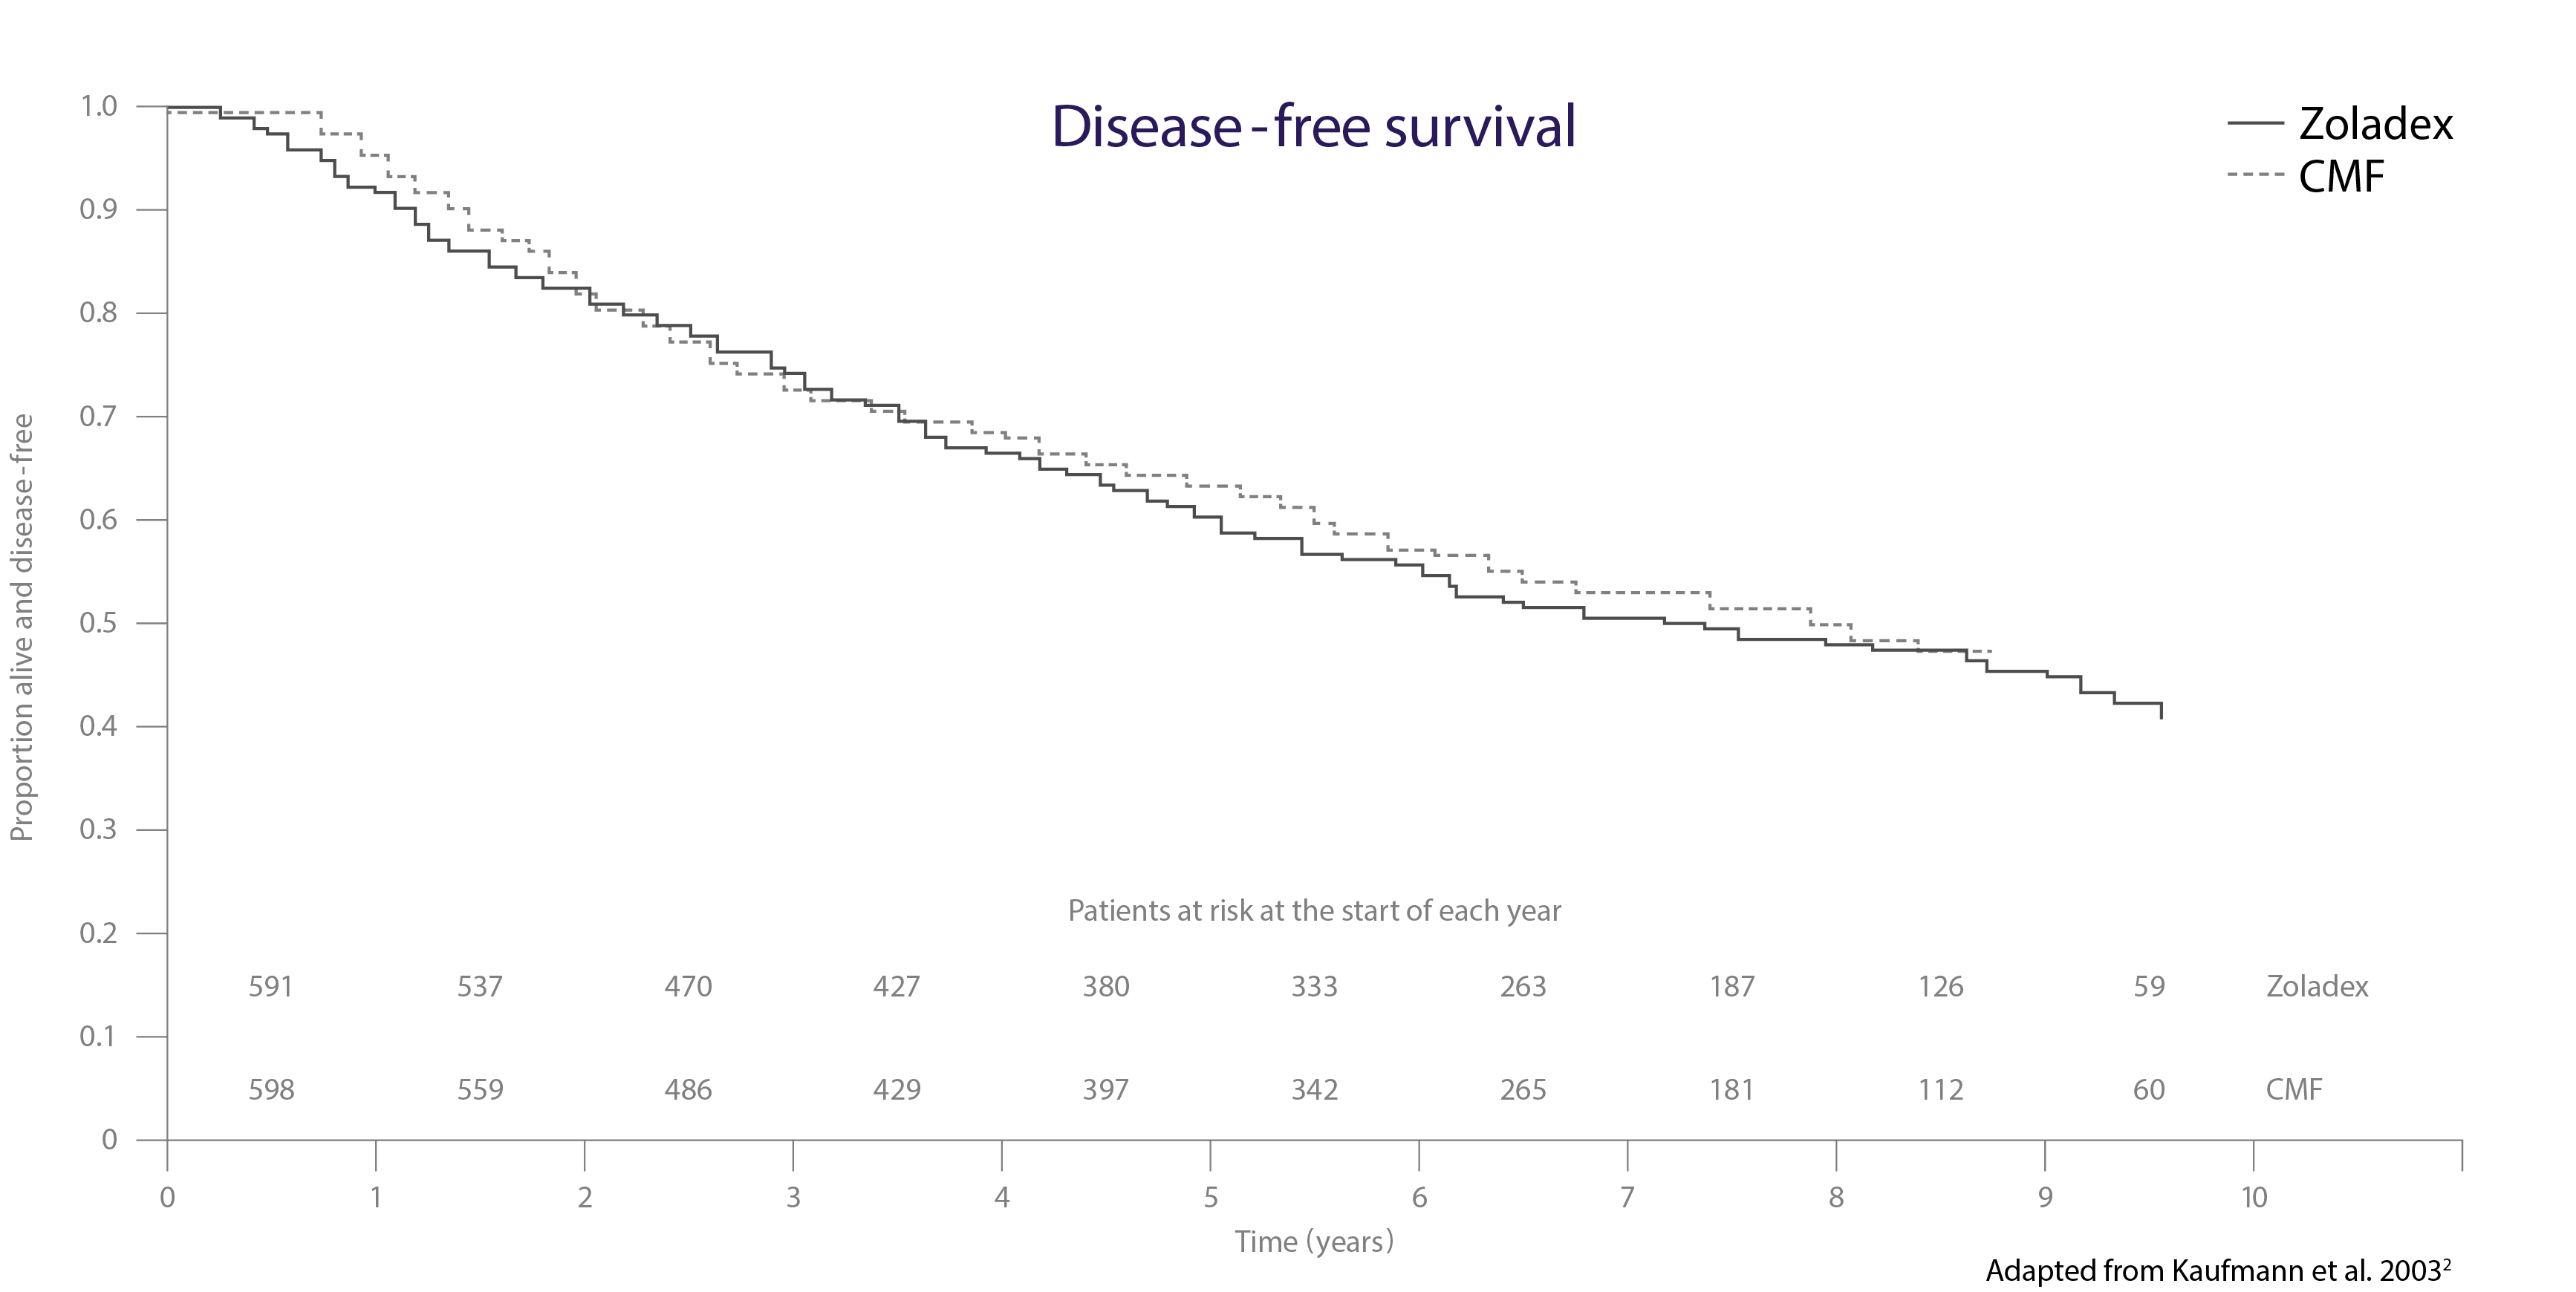 Disease-free survival
Zoladex
CMF
Proportion alive and disease-free
1.0
0.9
0.8
0.7
0.6
0.5
0.4
0.3
0.2
0.1
0
Patients at risk at the start of each year
591 537 470 427 380 333 263 187 126 59 Zoladex
598 559 486 429 397 342 265 181 112 60 CMF
0 1 2 3 4 5 6 7 8 9 10
Time (years)
Adapted from Kaufmann et al. 2003²